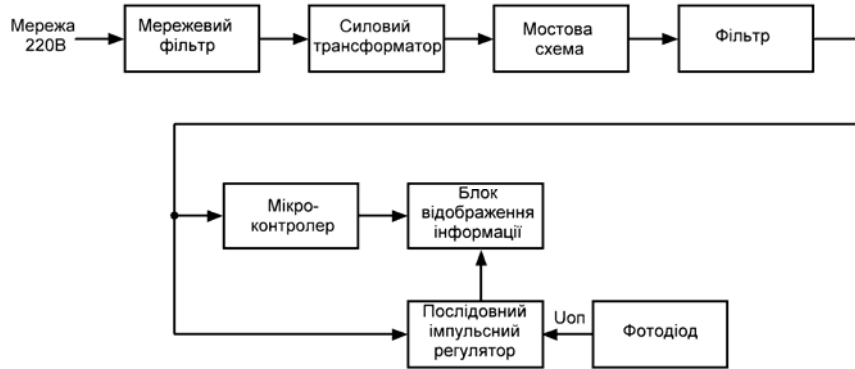 Мережа
220В
Мережевий
фільтр
Силовий
трансформатор
Мостова
схема
Фільтр
Мікро-
контролер
Блок
відображення
інформації
Послідовний
імпульсний
регулятор
Uоп
Фотодіод